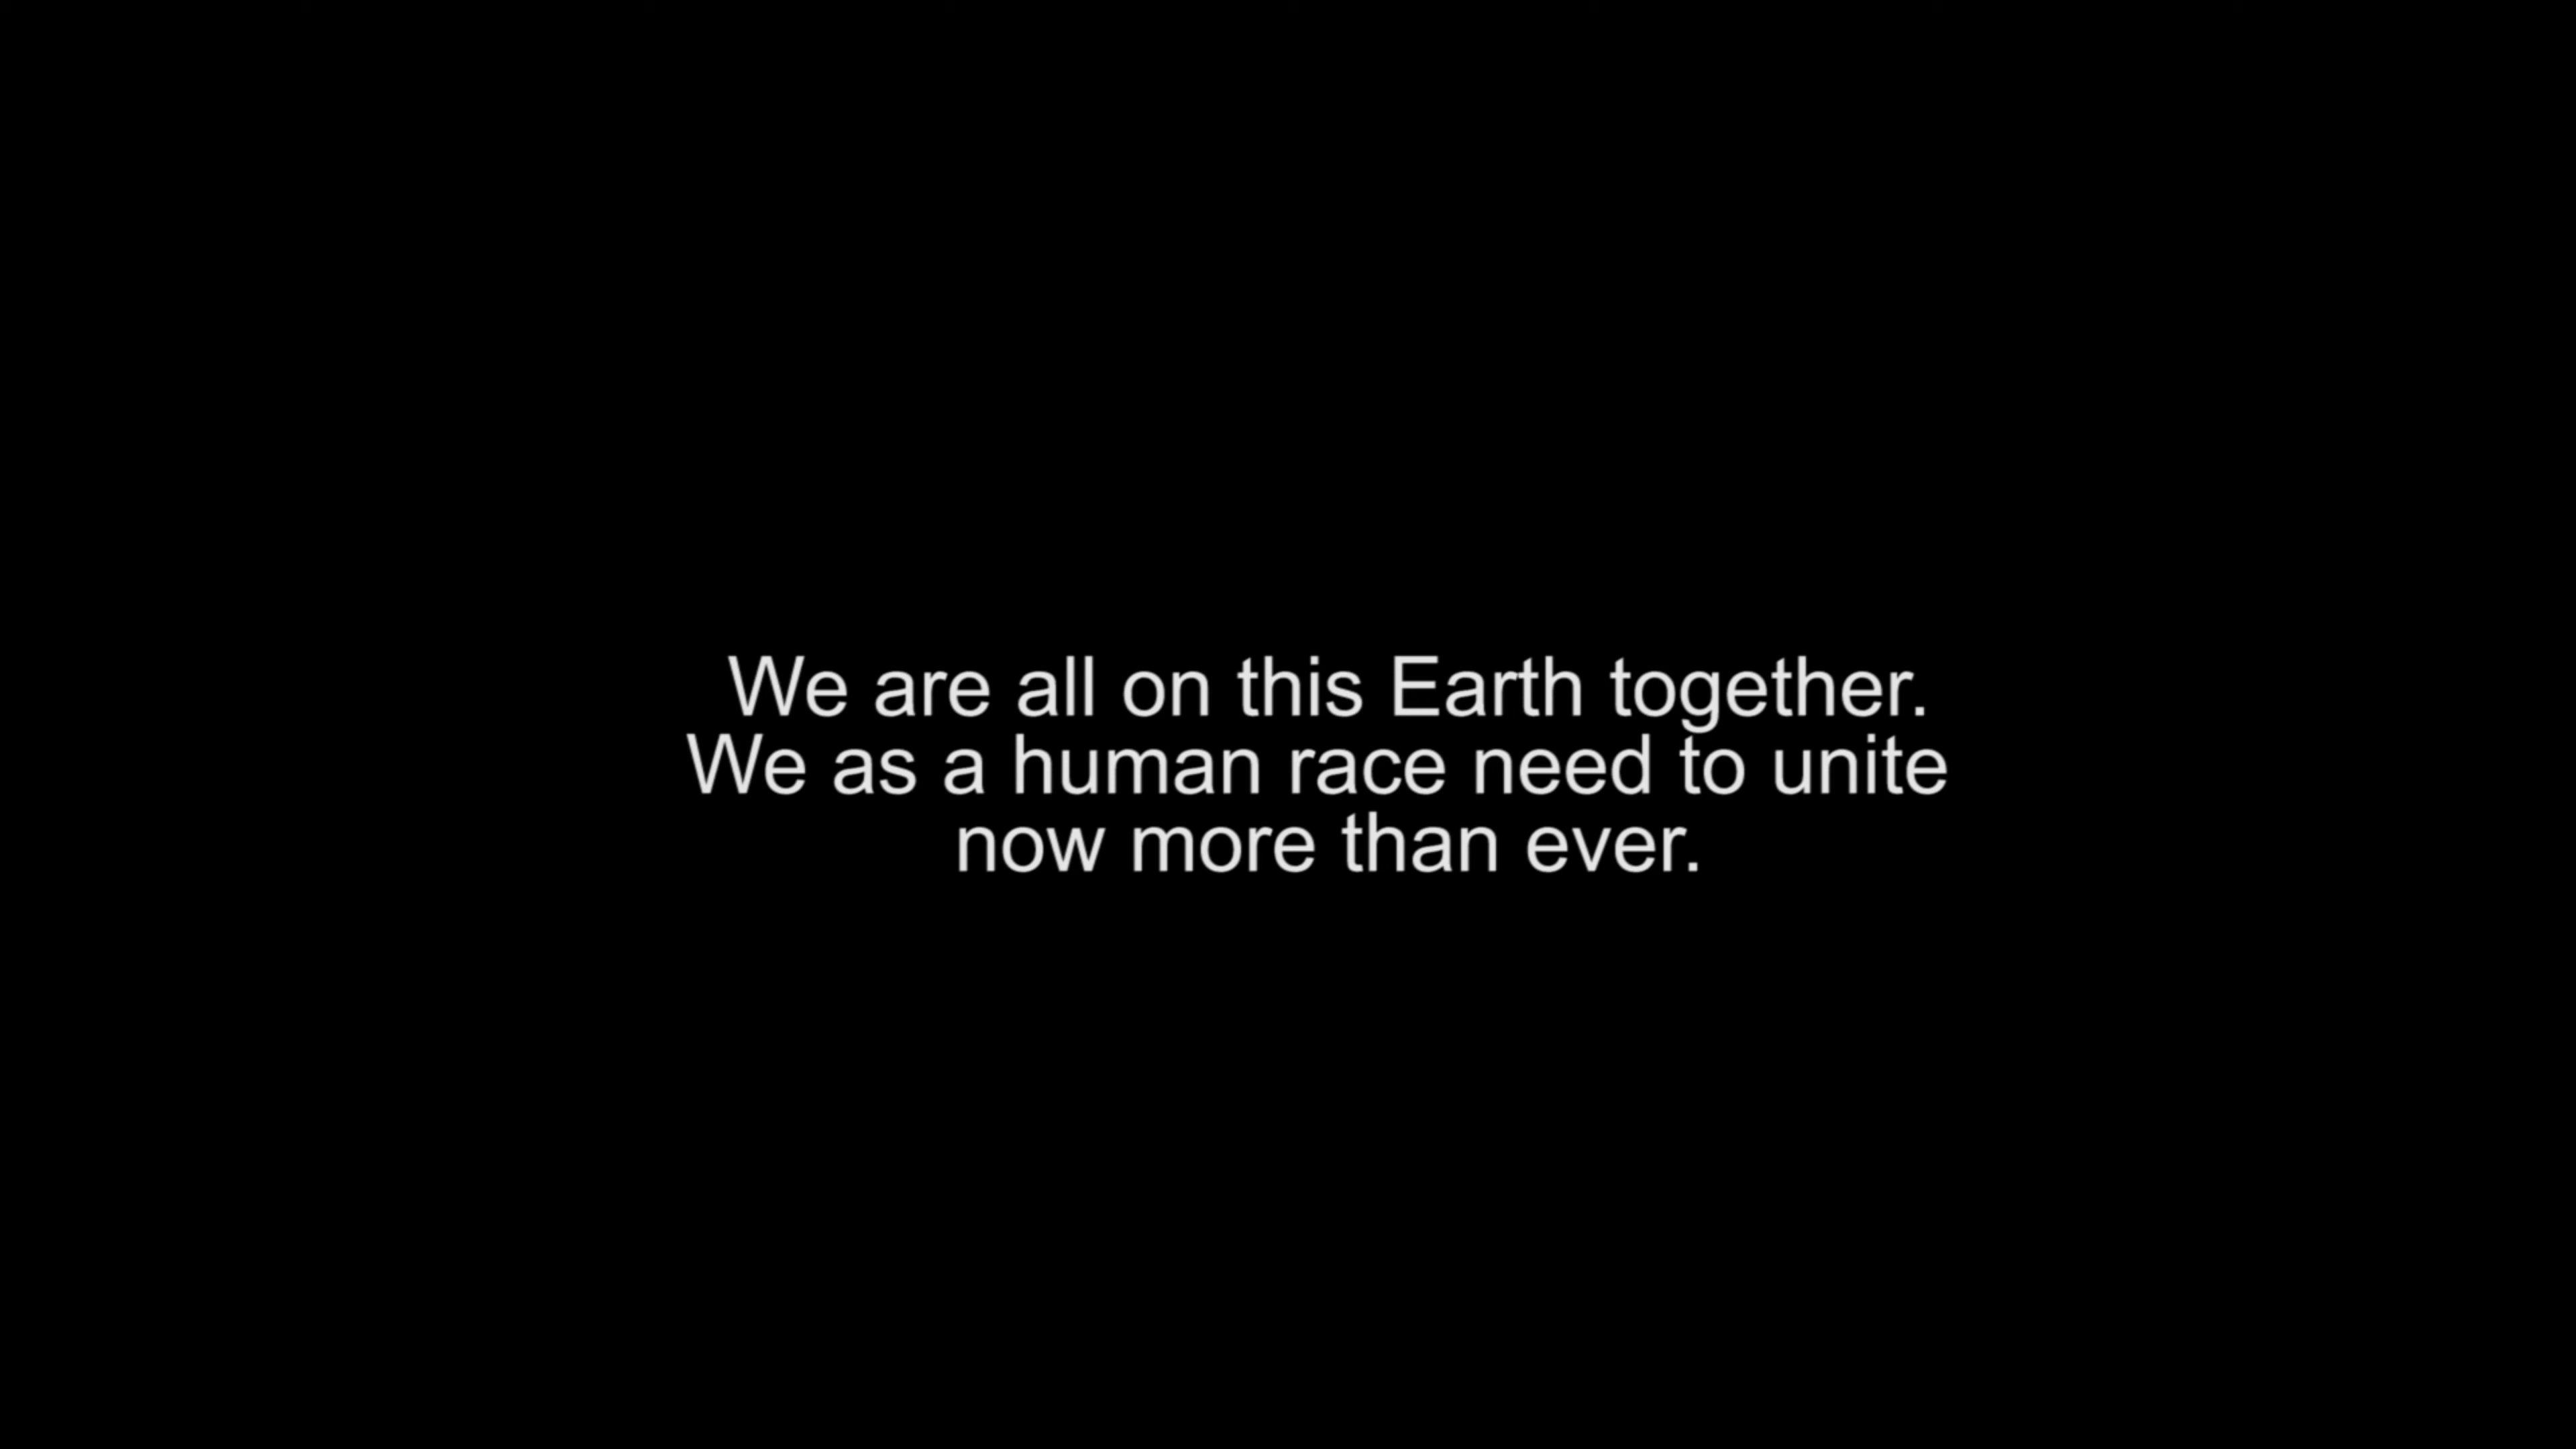 We are all on this Earth together.
We as a human race need to unite
now more than ever.